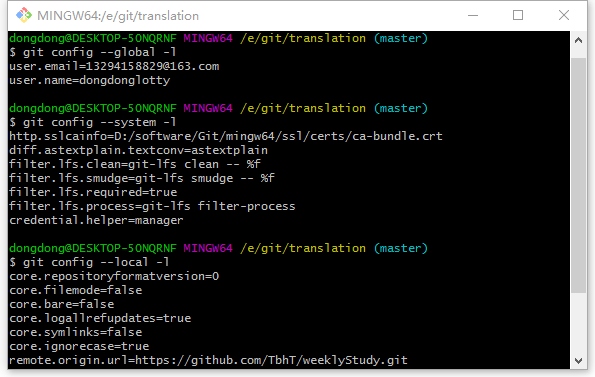 MINGW64:/e/git/translation
dongdong@DESKTOP-5ONQRNF MINGW64 /e/git/translation (master)
$ git config --global -l
user.email=13294158829@163.com
user.name=dongdonglotty
dongdong@DESKTOP-5ONQRNF MINGW64 /e/git/translation (master)
$ git config --system -l
http.sslcainfo=D:/software/Git/mingw64/ssl/certs/ca-bundle.crt
diff.astextplain.textconv=astextplain
filter.lfs.clean=git-lfs clean -- %f
filter.lfs.smudge=git-lfs smudge -- %f
filter.lfs.required=true
filter.lfs.process=git-lfs filter-process
credential.helper=manager
dongdong@DESKTOP-5ONQRNF MINGW64 /e/git/translation (master)
$ git config --local -l
core.repositoryformatversion=0
core.filemode=false
core.bare=false
core.logallrefupdates=true
core.symlinks=false
core.ignorecase=true
remote.origin.url=https://github.com/TbhT/weeklyStudy.git